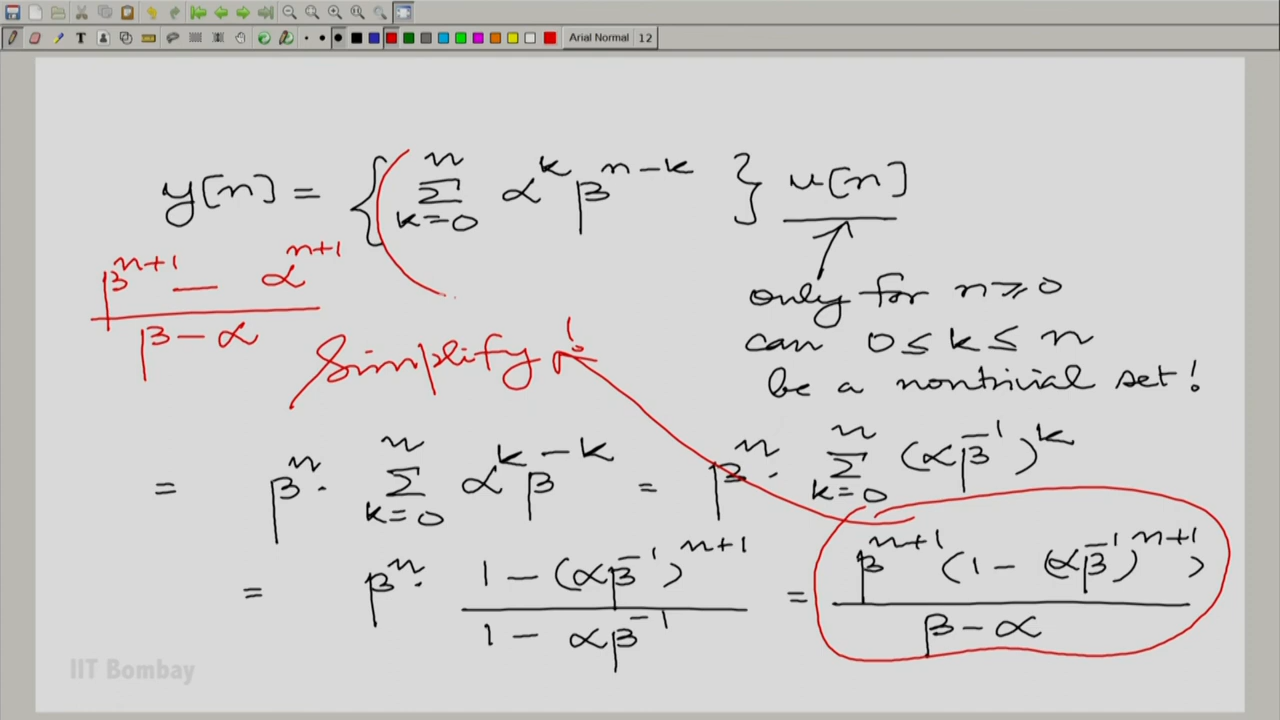 Arial Normal 12
y[n] = { Σ_{k=0}^{n} α^k β^{n-k} } u[n]
β^{n+1} - α^{n+1} / β - α
only for n ≥ 0
can 0 ≤ k ≤ n
be a nontrivial set!
Simplify!
= β^n · Σ_{k=0}^{n} α^k β^{-k} = β^n · Σ_{k=0}^{n} (αβ^{-1})^k
= β^n · 1 - (αβ^{-1})^{n+1} / 1 - αβ^{-1} = β^{n+1} (1 - (αβ^{-1})^{n+1}) / β - α
IIT Bombay